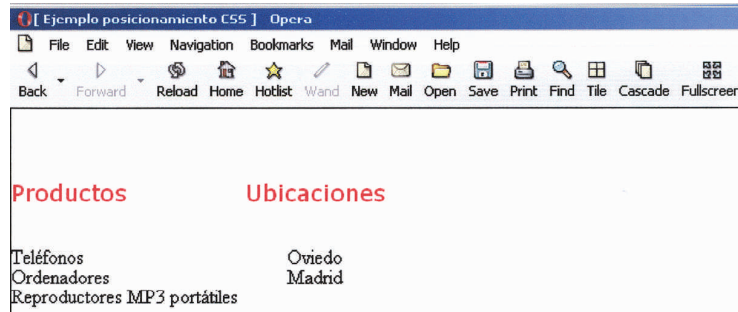 [ Ejemplo posicionamiento CSS ] Opera
File Edit View Navigation Bookmarks Mail Window Help
Back Forward Reload Home Hotlist Wand New Mail Open Save Print Find Tile Cascade Fullscreen
Productos Ubicaciones
Teléfonos Oviedo
Ordenadores Madrid
Reproductores MP3 portátiles